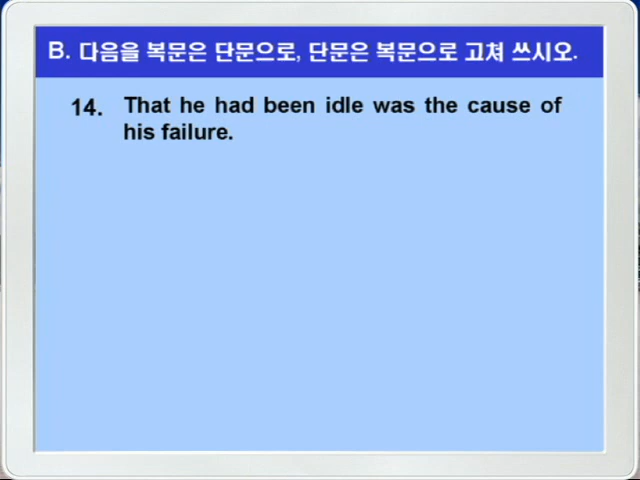 B. 다음을 복문은 단문으로, 단문은 복문으로 고쳐 쓰시오.
14. That he had been idle was the cause of
his failure.